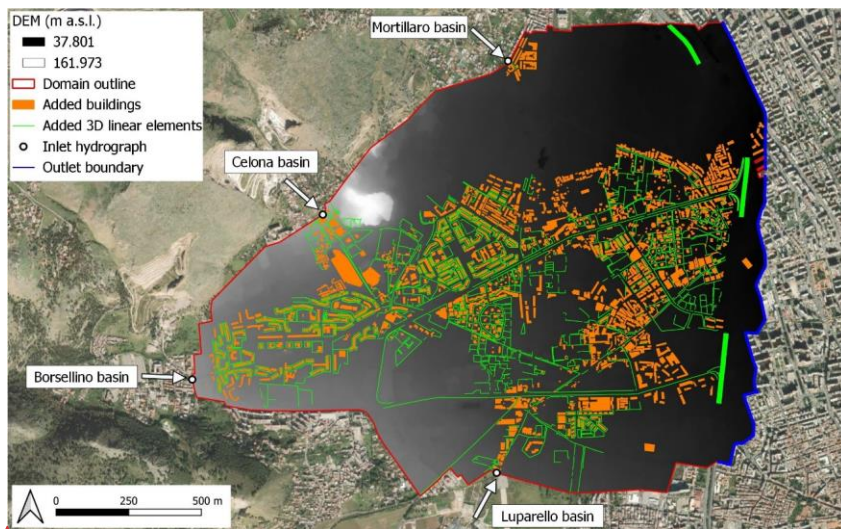 DEM (m a.s.l.)
37.801
161.973
Domain outline
Added buildings
Added 3D linear elements
Inlet hydrograph
Outlet boundary
Mortillaro basin
Celona basin
Borsellino basin
Luparello basin
0 250 500 m